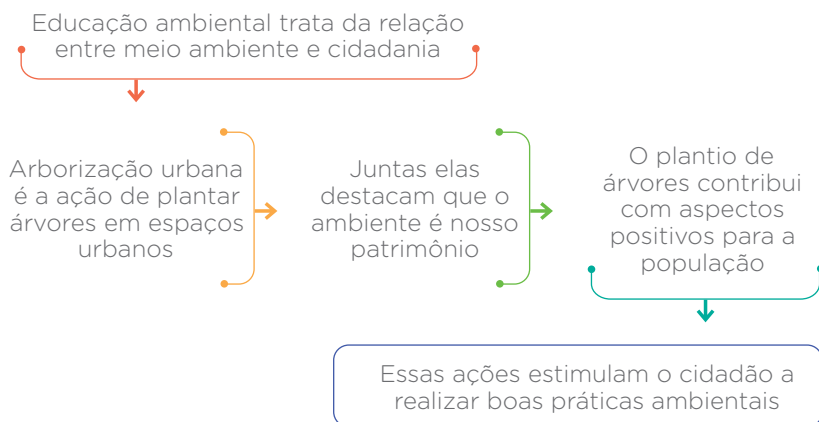 Educação ambiental trata da relação
entre meio ambiente e cidadania
Arborização urbana
é a ação de plantar
árvores em espaços
urbanos
Juntas elas
destacam que o
ambiente é nosso
patrimônio
O plantio de
árvores contribui
com aspectos
positivos para a
população
Essas ações estimulam o cidadão a
realizar boas práticas ambientais